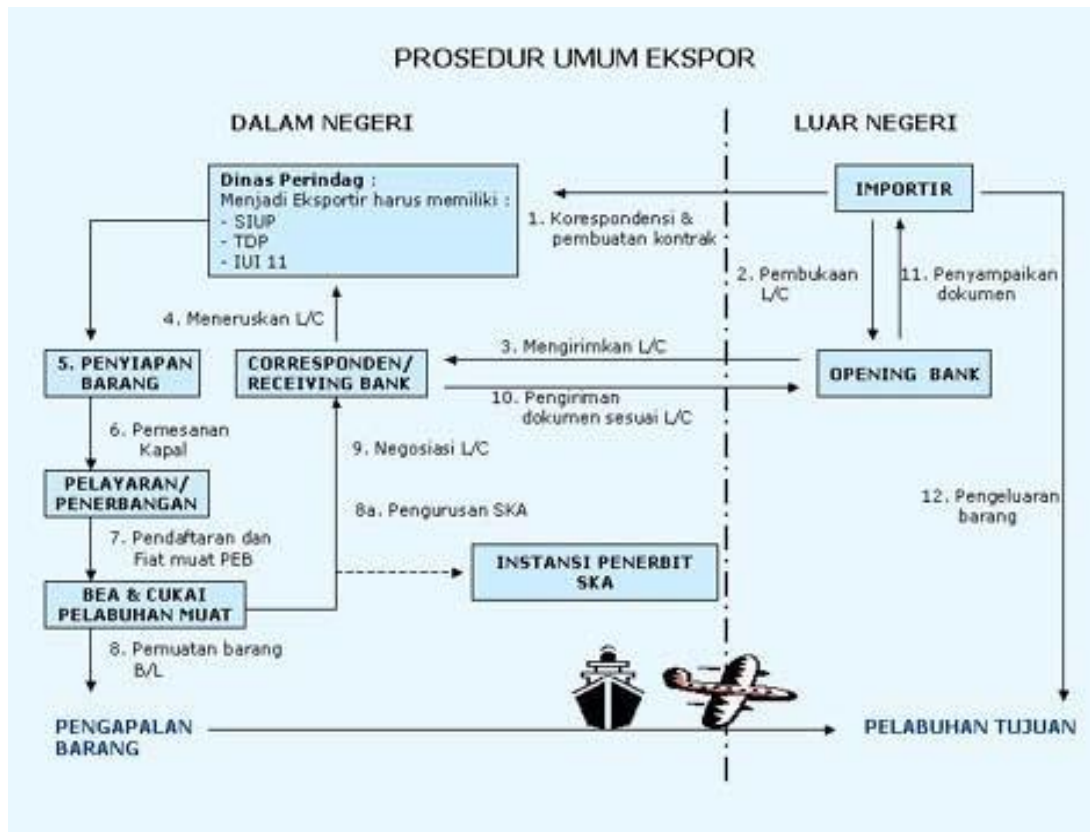 PROSEDUR UMUM EKSPOR
DALAM NEGERI
LUAR NEGERI
Dinas Perindag :
Menjadi Eksportir harus memiliki :
- SIUP
- TDP
- IUI 11
IMPORTIR
1. Korespondensi &
pembuatan kontrak
2. Pembukaan
L/C
11. Penyampaikan
dokumen
4. Meneruskan L/C
3. Mengirimkan L/C
5. PENYIAPAN
BARANG
CORRESPONDEN/
RECEIVING BANK
OPENING BANK
10. Pengiriman
dokumen sesuai L/C
6. Pemesanan
Kapal
9. Negosiasi L/C
PELAYARAN/
PENERBANGAN
8a. Pengurusan SKA
12. Pengeluaran
barang
7. Pendaftaran dan
Fiat muat PEB
INSTANSI PENERBIT
SKA
BEA & CUKAI
PELABUHAN MUAT
8. Pemuatan barang
B/L
PENGAPALAN
BARANG
PELABUHAN TUJUAN